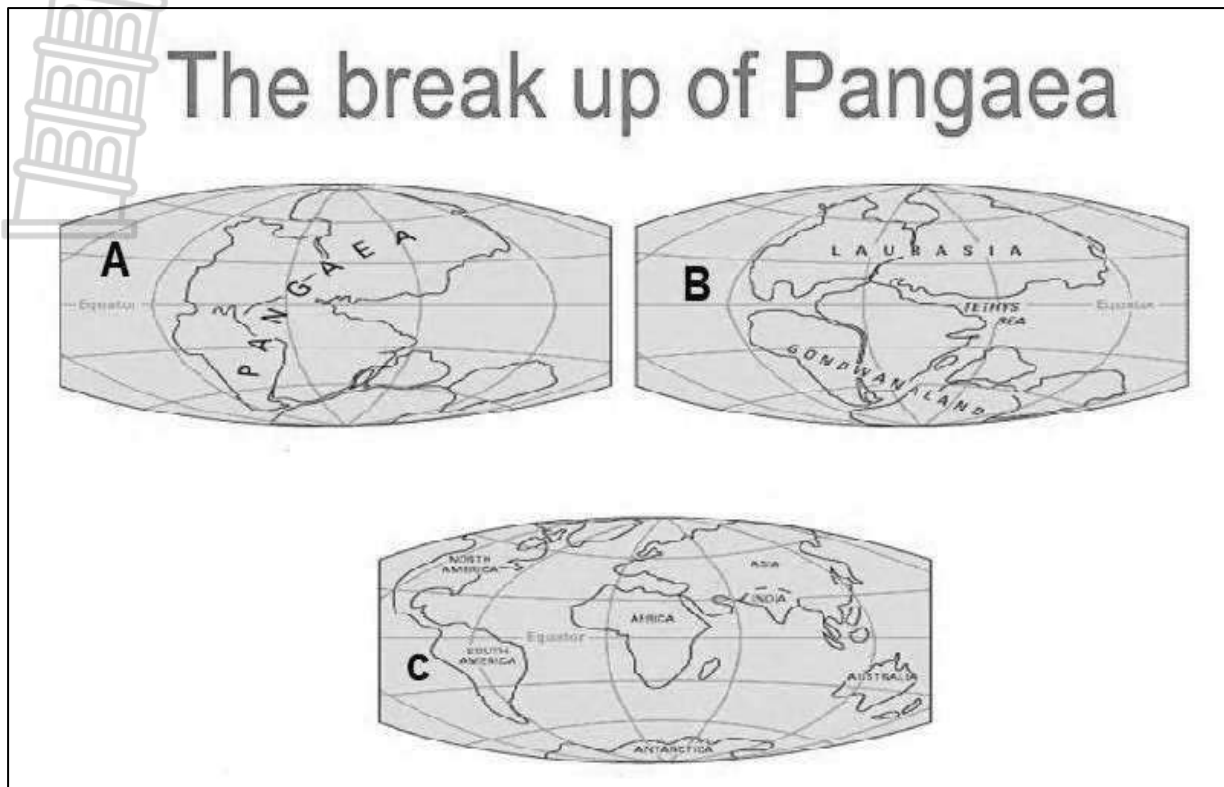 The break up of Pangaea
A
Equator
PANGAEA
B
LAURASIA
Equator
TETHYS
SEA
GONDWANALAND
C
NORTH
AMERICA
ASIA
INDIA
AFRICA
Equator
SOUTH
AMERICA
AUSTRALIA
ANTARCTICA